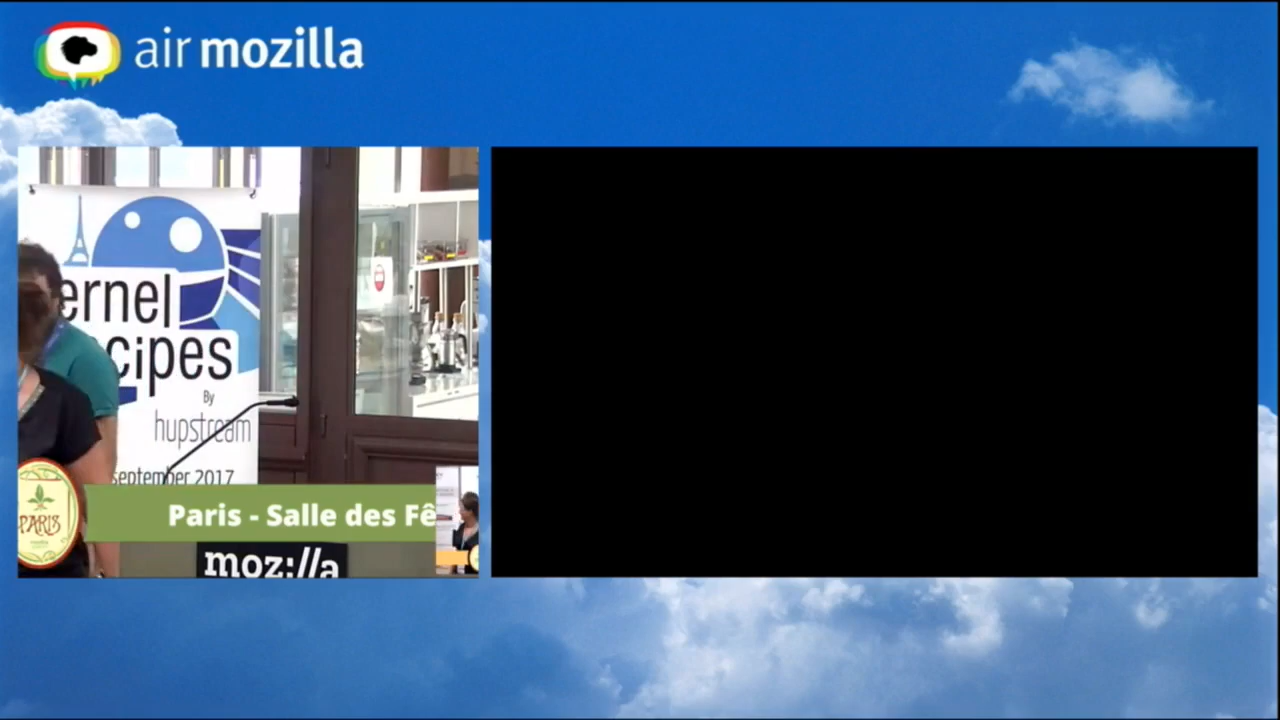 air mozilla
ernel
cipes
By
hupstream
september 2017
PARIS
Paris - Salle des Fê
moz://a